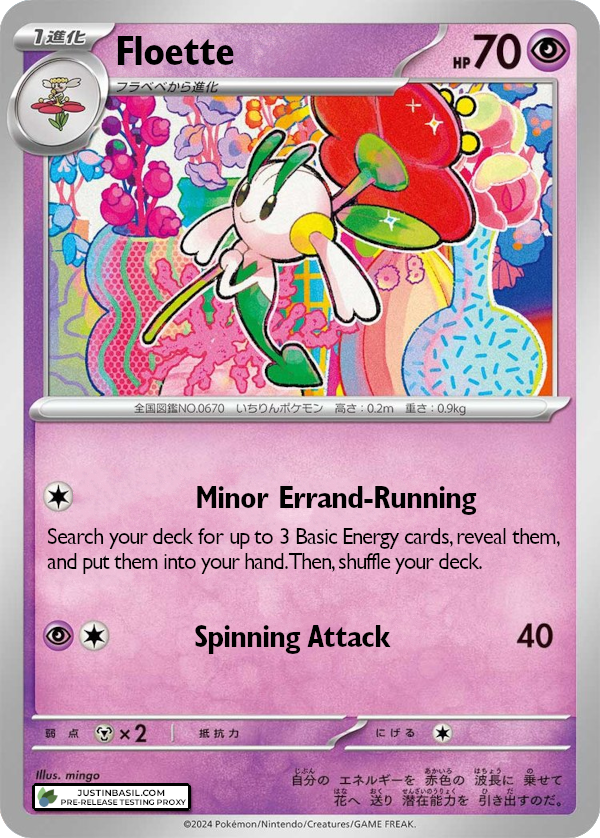 1進化
Floette
HP 70
フラベベから進化
全国図鑑NO.0670 いちりんポケモン 高さ:0.2m 重さ:0.9kg
Minor Errand-Running
Search your deck for up to 3 Basic Energy cards, reveal them,
and put them into your hand. Then, shuffle your deck.
Spinning Attack 40
弱点 ×2 抵抗力 にげる
Illus. mingo
JUSTINBASIL.COM
PRE-RELEASE TESTING PROXY
自分の エネルギーを 赤色の 波長に 乗せて
花へ 送り 潜在能力を 引き出すのだ。
©2024 Pokémon/Nintendo/Creatures/GAME FREAK.